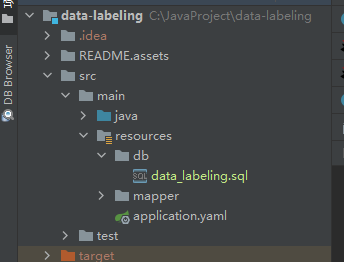 data-labeling C:\JavaProject\data-labeling
.idea
README.assets
src
main
java
resources
db
SQL data_labeling.sql
mapper
application.yaml
test
target
DB Browser